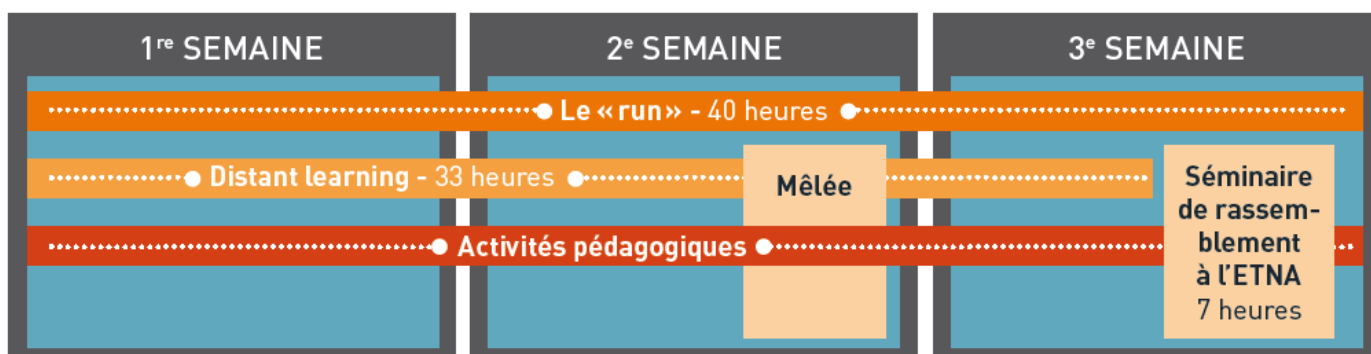 1re SEMAINE
2e SEMAINE
3e SEMAINE
Le «run» - 40 heures
Distant learning - 33 heures
Mêlée
Séminaire
de rassem-
blement
à l'ETNA
7 heures
Activités pédagogiques